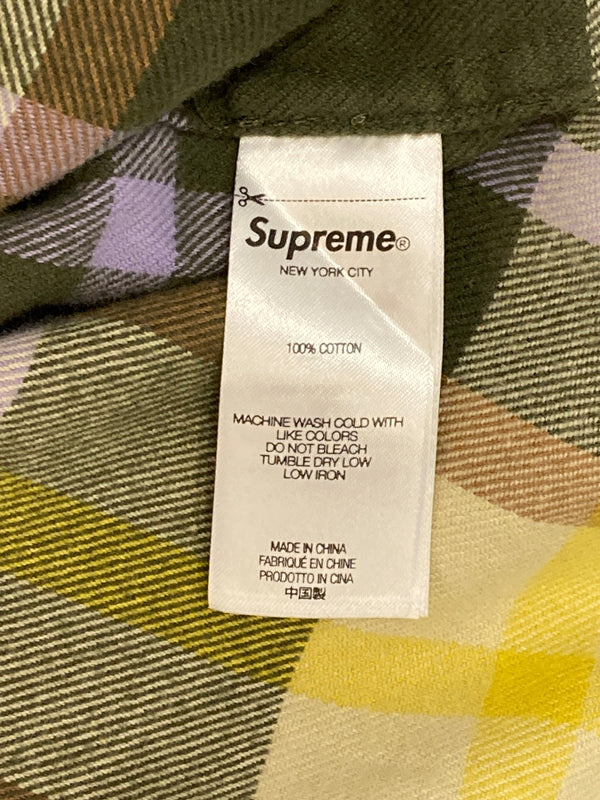 Supreme®
NEW YORK CITY
100% COTTON
MACHINE WASH COLD WITH
LIKE COLORS
DO NOT BLEACH
TUMBLE DRY LOW
LOW IRON
MADE IN CHINA
FABRIQUÉ EN CHINE
PRODOTTO IN CINA
中国製